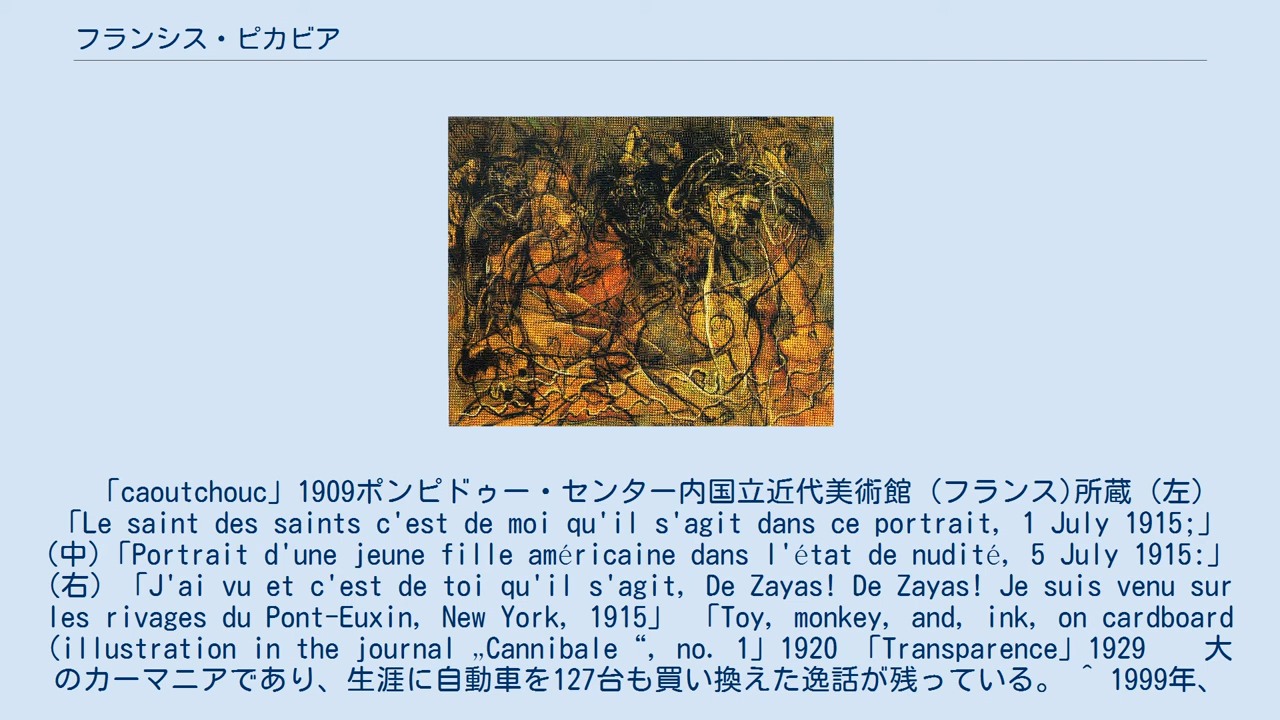 フランシス・ピカビア
「caoutchouc」1909ポンピドゥー・センター内国立近代美術館（フランス)所蔵（左）
「Le saint des saints c'est de moi qu'il s'agit dans ce portrait, 1 July 1915;」
(中)「Portrait d'une jeune fille américaine dans l'état de nudité, 5 July 1915:」
(右) 「J'ai vu et c'est de toi qu'il s'agit, De Zayas! De Zayas! Je suis venu sur
les rivages du Pont-Euxin, New York, 1915」 「Toy, monkey, and, ink, on cardboard
(illustration in the journal „Cannibale “, no. 1」1920 「Transparence」1929　大
のカーマニアであり、生涯に自動車を127台も買い換えた逸話が残っている。 ^ 1999年、